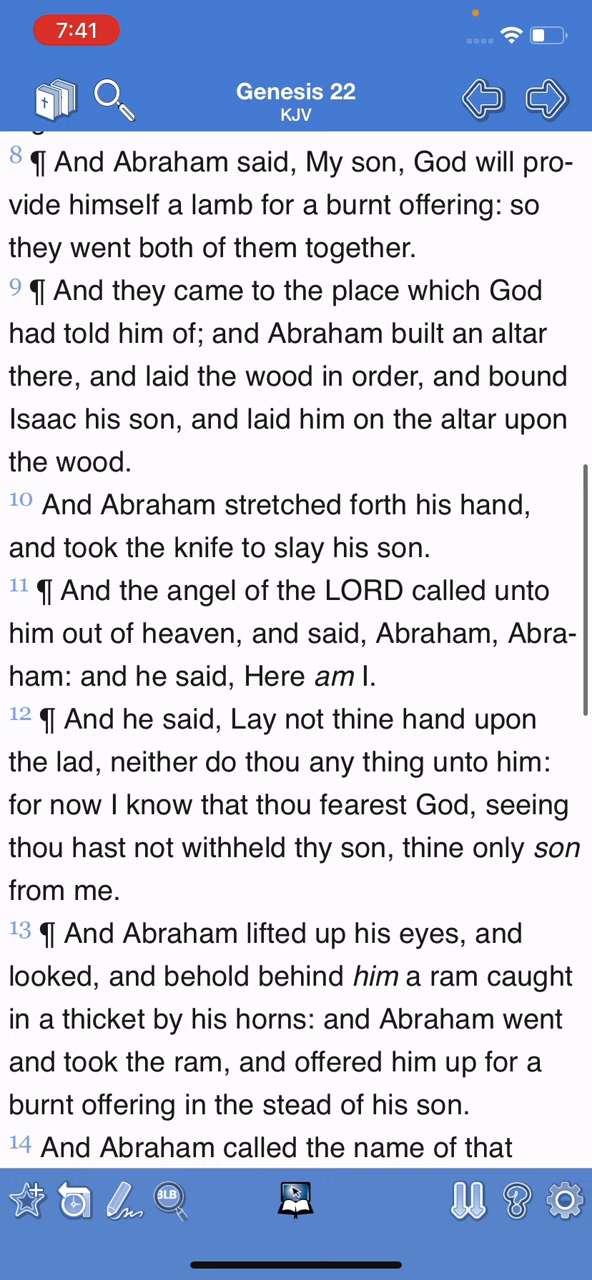 7:41
Genesis 22
KJV
8 ¶ And Abraham said, My son, God will pro-
vide himself a lamb for a burnt offering: so
they went both of them together.
9 ¶ And they came to the place which God
had told him of; and Abraham built an altar
there, and laid the wood in order, and bound
Isaac his son, and laid him on the altar upon
the wood.
10 And Abraham stretched forth his hand,
and took the knife to slay his son.
11 ¶ And the angel of the LORD called unto
him out of heaven, and said, Abraham, Abra-
ham: and he said, Here am I.
12 ¶ And he said, Lay not thine hand upon
the lad, neither do thou any thing unto him:
for now I know that thou fearest God, seeing
thou hast not withheld thy son, thine only son
from me.
13 ¶ And Abraham lifted up his eyes, and
looked, and behold behind him a ram caught
in a thicket by his horns: and Abraham went
and took the ram, and offered him up for a
burnt offering in the stead of his son.
14 And Abraham called the name of that
BLB